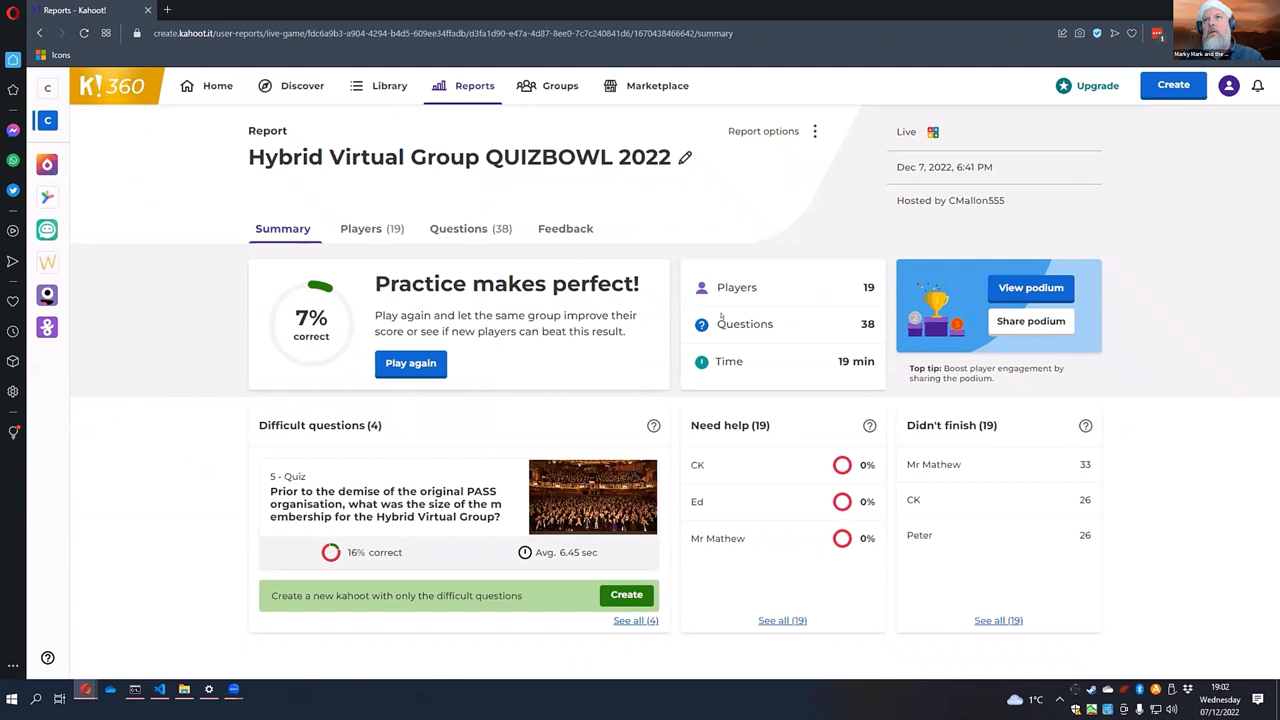 Reports - Kahoot!
create.kahoot.it/user-reports/live-game/fdc6a9b3-a904-4294-b4d5-609ee34ffadb/d3fa1d90-e47a-4d87-8ee0-7c7c240841d6/1670438466642/summary
Marky Mark and the ...
Icons
C
C
K! 360
Home
Discover
Library
Reports
Groups
Marketplace
Upgrade
Create
Report
Report options
Hybrid Virtual Group QUIZBOWL 2022
Live
Dec 7, 2022, 6:41 PM
Hosted by CMallon555
Summary
Players (19)
Questions (38)
Feedback
7%
correct
Practice makes perfect!
Play again and let the same group improve their
score or see if new players can beat this result.
Play again
Players 19
Questions 38
Time 19 min
View podium
Share podium
Top tip: Boost player engagement by
sharing the podium.
Difficult questions (4)
5 - Quiz
Prior to the demise of the original PASS
organisation, what was the size of the m
embership for the Hybrid Virtual Group?
16% correct
Avg. 6.45 sec
Create a new kahoot with only the difficult questions
Create
See all (4)
Need help (19)
CK 0%
Ed 0%
Mr Mathew 0%
See all (19)
Didn't finish (19)
Mr Mathew 33
CK 26
Peter 26
See all (19)
1°C
19:02
Wednesday
07/12/2022